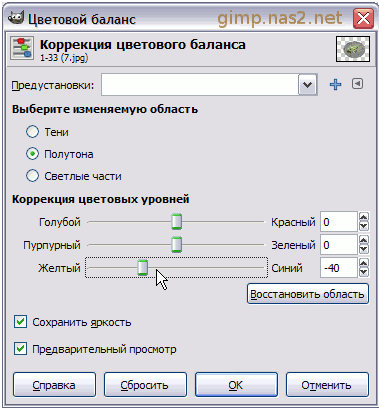 Цветовой баланс
gimp.nas2.net
Коррекция цветового баланса
1-33 (7.jpg)
Предустановки:
Выберите изменяемую область
Тени
Полутона
Светлые части
Коррекция цветовых уровней
Голубой Красный 0
Пурпурный Зеленый 0
Желтый Синий -40
Восстановить область
Сохранить яркость
Предварительный просмотр
Справка Сбросить OK Отменить